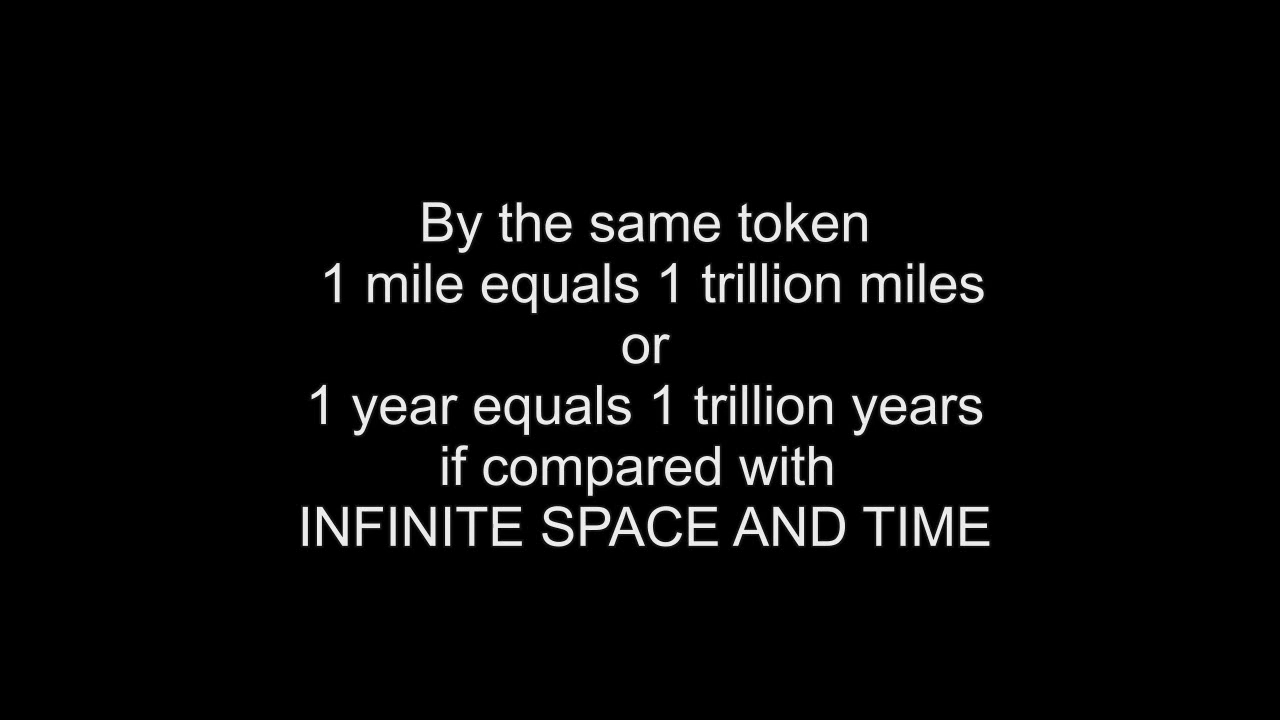 By the same token
1 mile equals 1 trillion miles
or
1 year equals 1 trillion years
if compared with
INFINITE SPACE AND TIME